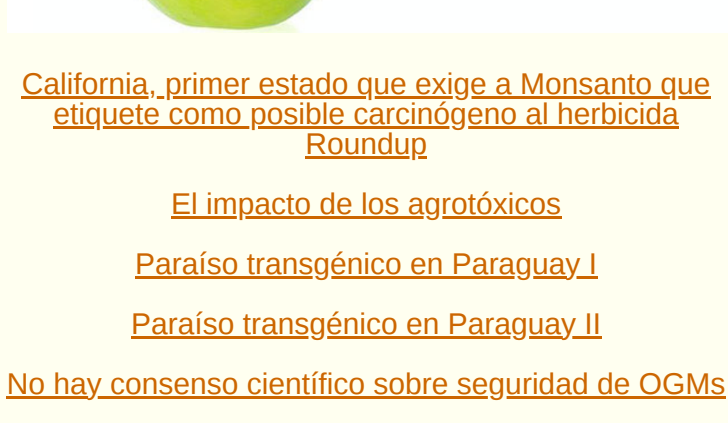 California, primer estado que exige a Monsanto que
etiquete como posible carcinógeno al herbicida
Roundup
El impacto de los agrotóxicos
Paraíso transgénico en Paraguay I
Paraíso transgénico en Paraguay II
No hay consenso científico sobre seguridad de OGMs